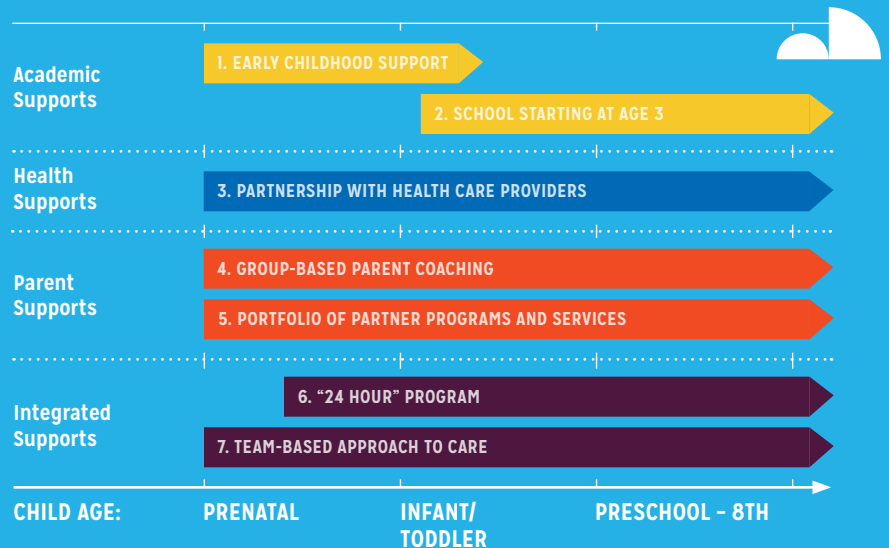 Academic
Supports
1. EARLY CHILDHOOD SUPPORT
2. SCHOOL STARTING AT AGE 3
Health
Supports
3. PARTNERSHIP WITH HEALTH CARE PROVIDERS
Parent
Supports
4. GROUP-BASED PARENT COACHING
5. PORTFOLIO OF PARTNER PROGRAMS AND SERVICES
Integrated
Supports
6. “24 HOUR” PROGRAM
7. TEAM-BASED APPROACH TO CARE
CHILD AGE:
PRENATAL
INFANT/
TODDLER
PRESCHOOL – 8TH